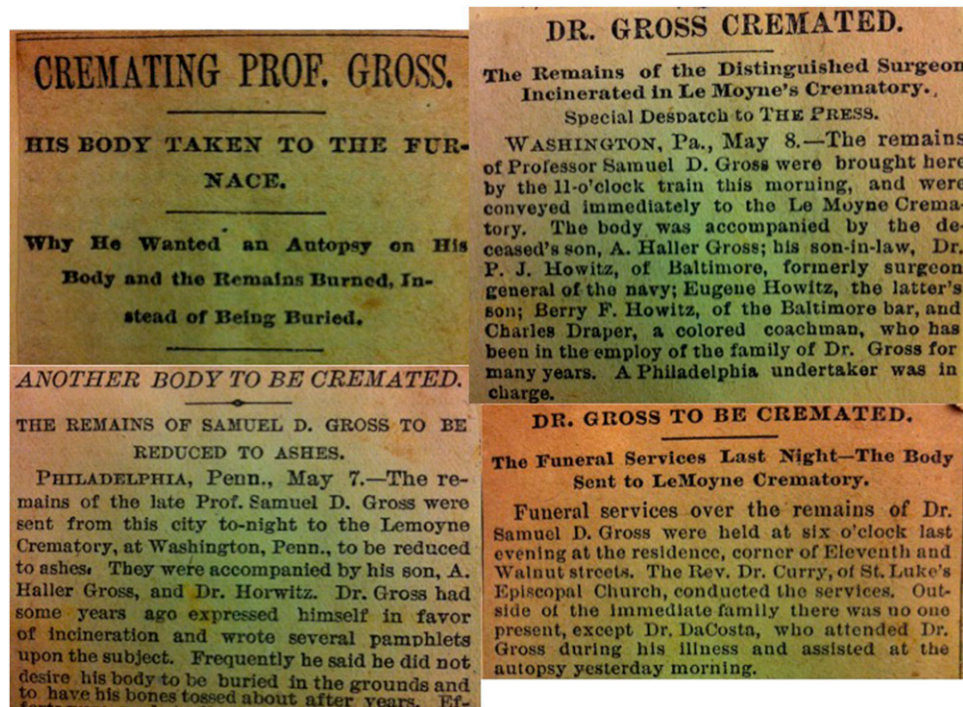 CREMATING PROF. GROSS.
HIS BODY TAKEN TO THE FUR-
NACE.
Why He Wanted an Autopsy on His
Body and the Remains Burned, In-
stead of Being Buried.
ANOTHER BODY TO BE CREMATED.
THE REMAINS OF SAMUEL D. GROSS TO BE
REDUCED TO ASHES.
PHILADELPHIA, Penn., May 7.—The re-
mains of the late Prof. Samuel D. Gross were
sent from this city to-night to the Lemoyne
Crematory, at Washington, Penn., to be reduced
to ashes. They were accompanied by his son, A.
Haller Gross, and Dr. Horwitz. Dr. Gross had
some years ago expressed himself in favor
of incineration and wrote several pamphlets
upon the subject. Frequently he said he did not
desire his body to be buried in the grounds and
to have his bones tossed about after years. Ef-
DR. GROSS CREMATED.
The Remains of the Distinguished Surgeon
Incinerated in Le Moyne's Crematory.
Special Despatch to THE PRESS.
WASHINGTON, Pa., May 8.—The remains
of Professor Samuel D. Gross were brought here
by the 11-o'clock train this morning, and were
conveyed immediately to the Le Moyne Crema-
tory. The body was accompanied by the de-
ceased's son, A. Haller Gross; his son-in-law, Dr.
P. J. Howitz, of Baltimore, formerly surgeon
general of the navy; Eugene Howitz, the latter's
son; Berry F. Howitz, of the Baltimore bar, and
Charles Draper, a colored coachman, who has
been in the employ of the family of Dr. Gross for
many years. A Philadelphia undertaker was in
charge.
DR. GROSS TO BE CREMATED.
The Funeral Services Last Night—The Body
Sent to LeMoyne Crematory.
Funeral services over the remains of Dr.
Samuel D. Gross were held at six o'clock last
evening at the residence, corner of Eleventh and
Walnut streets. The Rev. Dr. Curry, of St. Luke's
Episcopal Church, conducted the services. Out-
side of the immediate family there was no one
present, except Dr. DaCosta, who attended Dr.
Gross during his illness and assisted at the
autopsy yesterday morning.